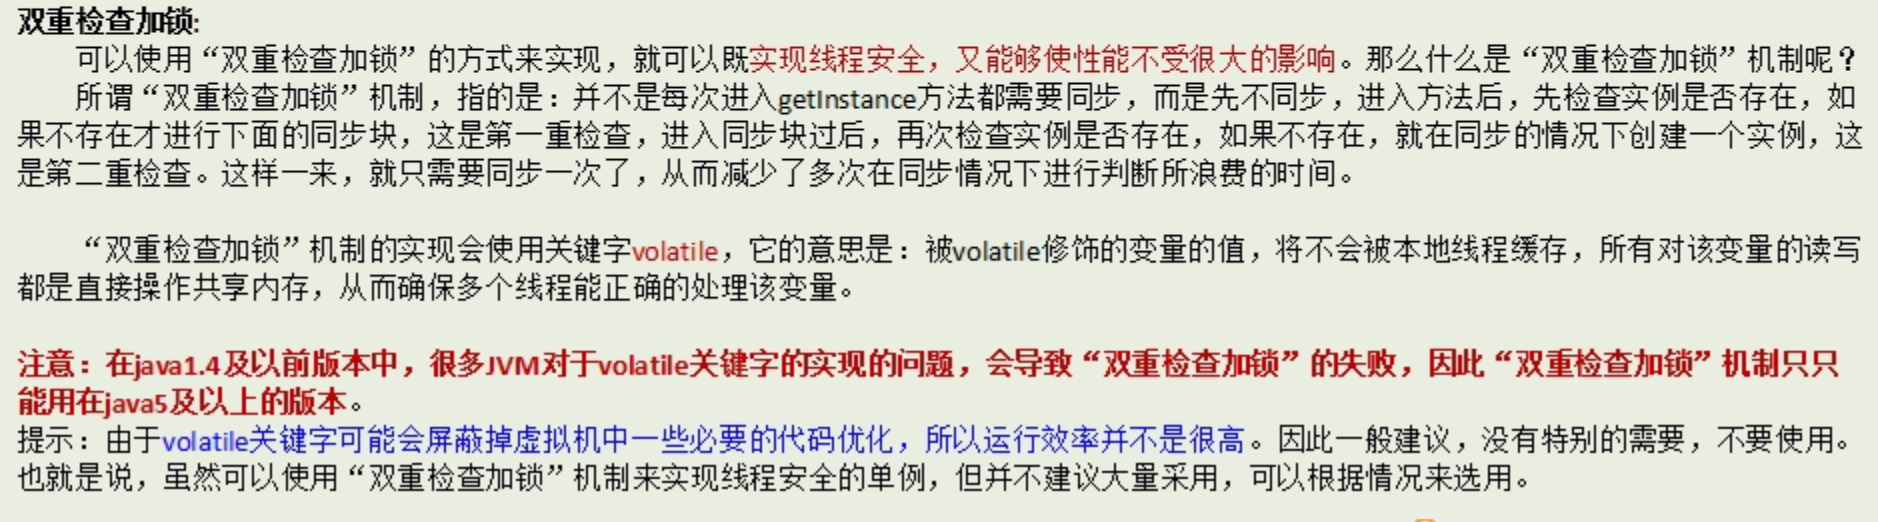 双重检查加锁:
可以使用“双重检查加锁”的方式来实现，就可以既实现线程安全，又能够使性能不受很大的影响。那么什么是“双重检查加锁”机制呢？
所谓“双重检查加锁”机制，指的是：并不是每次进入getInstance方法都需要同步，而是先不同步，进入方法后，先检查实例是否存在，如
果不存在才进行下面的同步块，这是第一重检查，进入同步块过后，再次检查实例是否存在，如果不存在，就在同步的情况下创建一个实例，这
是第二重检查。这样一来，就只需要同步一次了，从而减少了多次在同步情况下进行判断所浪费的时间。
“双重检查加锁”机制的实现会使用关键字volatile，它的意思是：被volatile修饰的变量的值，将不会被本地线程缓存，所有对该变量的读写
都是直接操作共享内存，从而确保多个线程能正确的处理该变量。
注意：在java1.4及以前版本中，很多JVM对于volatile关键字的实现的问题，会导致“双重检查加锁”的失败，因此“双重检查加锁”机制只只
能用在java5及以上的版本。
提示：由于volatile关键字可能会屏蔽掉虚拟机中一些必要的代码优化，所以运行效率并不是很高。因此一般建议，没有特别的需要，不要使用。
也就是说，虽然可以使用“双重检查加锁”机制来实现线程安全的单例，但并不建议大量采用，可以根据情况来选用。